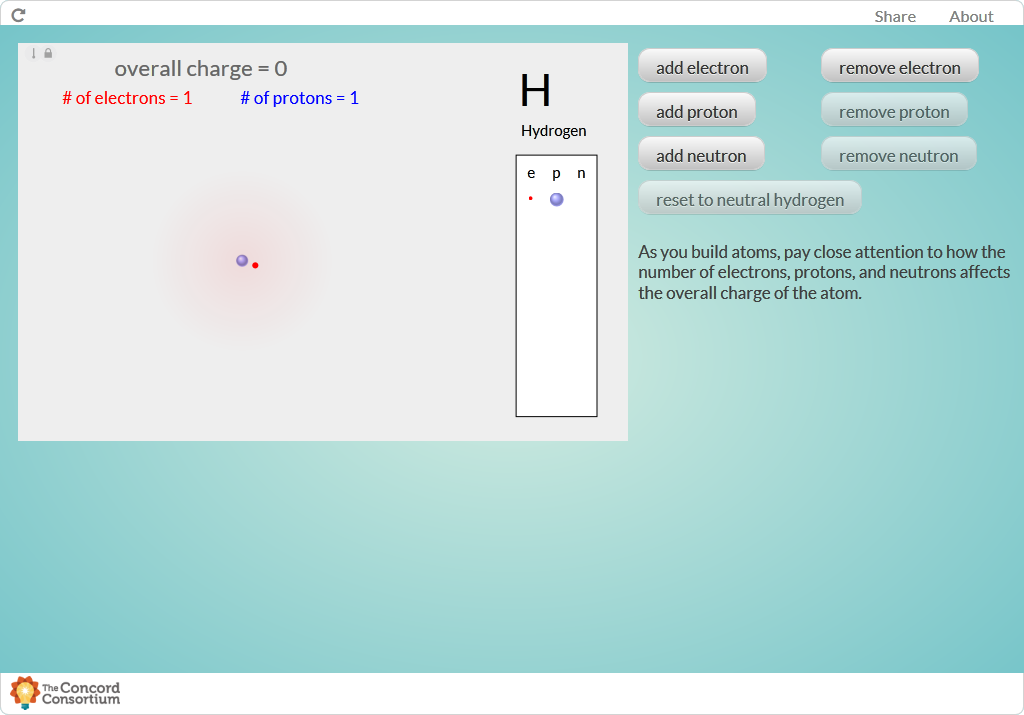 Share About
overall charge = 0
# of electrons = 1 # of protons = 1
H
Hydrogen
e p n
add electron remove electron
add proton remove proton
add neutron remove neutron
reset to neutral hydrogen
As you build atoms, pay close attention to how the
number of electrons, protons, and neutrons affects
the overall charge of the atom.
The Concord
Consortium